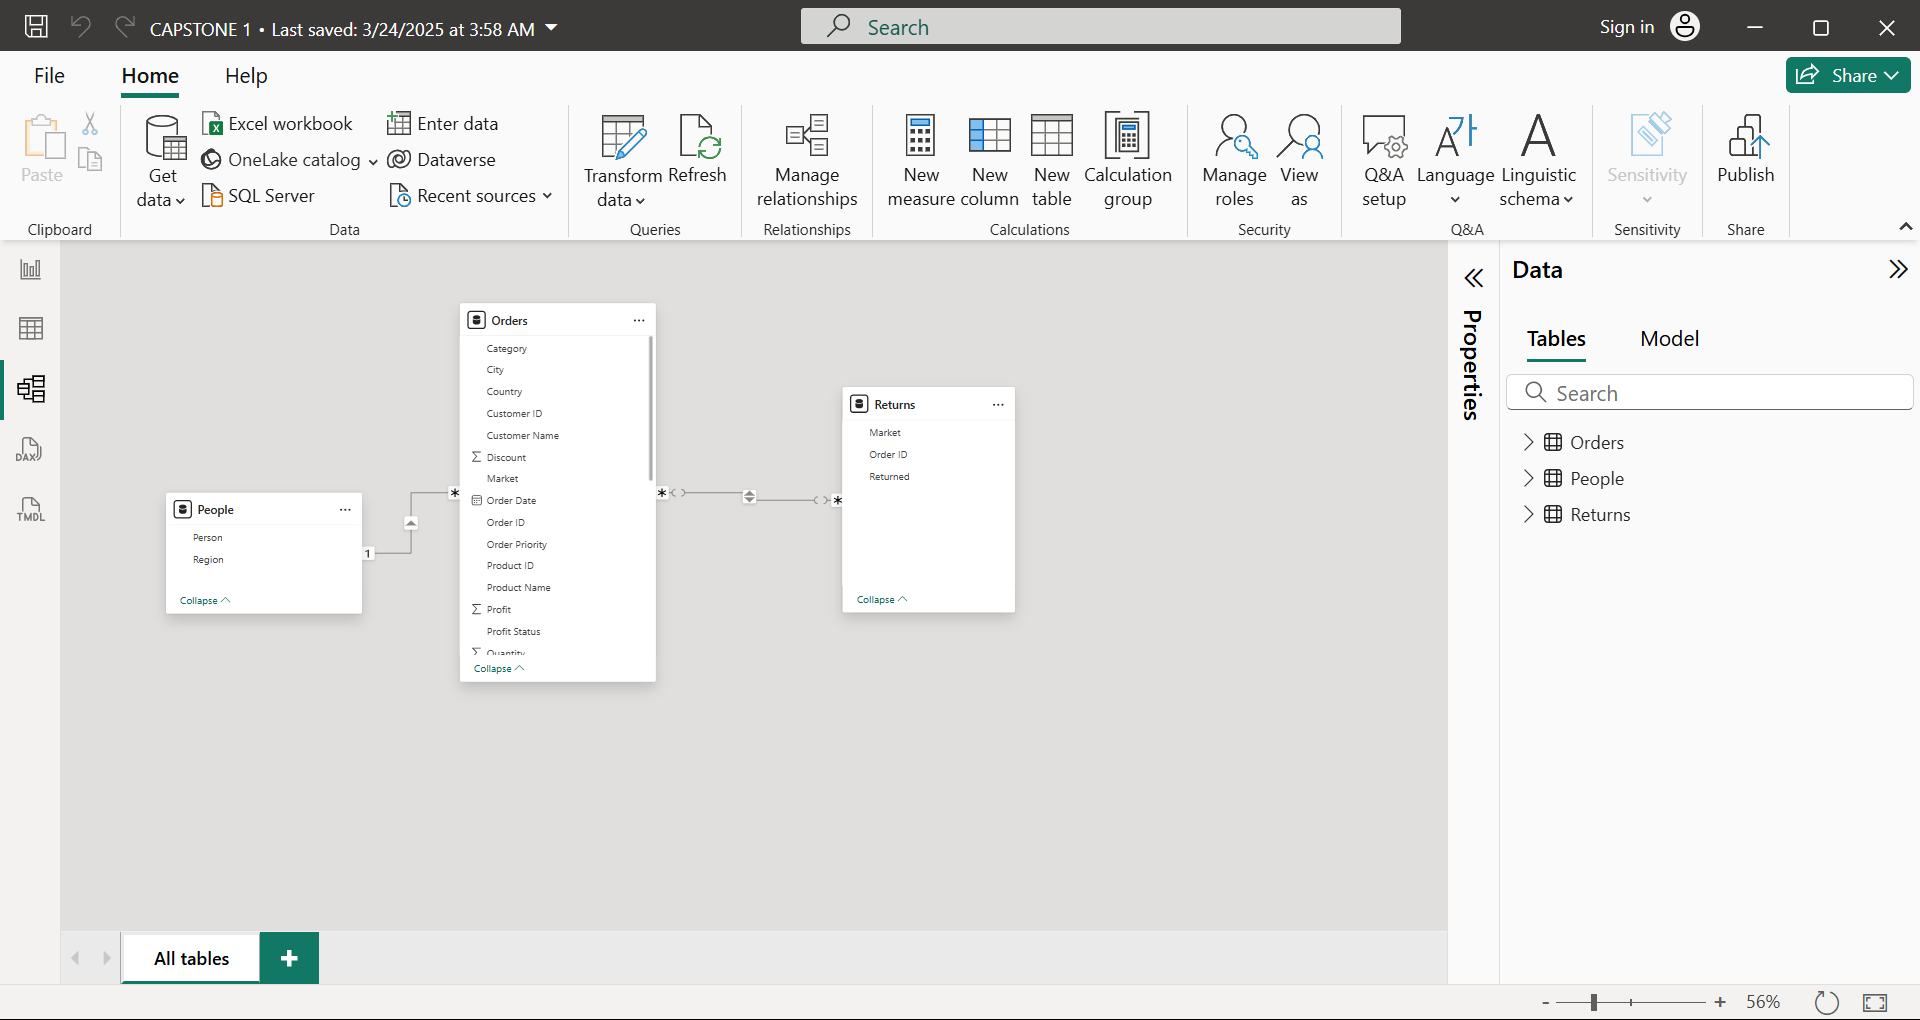 CAPSTONE 1 • Last saved: 3/24/2025 at 3:58 AM
Search
Sign in
File
Home
Help
Share
Paste
Clipboard
Get data
Excel workbook
OneLake catalog
SQL Server
Enter data
Dataverse
Recent sources
Data
Transform data
Refresh
Queries
Manage relationships
Relationships
New measure
New column
New table
Calculation group
Calculations
Manage roles
View as
Security
Q&A setup
Language
Linguistic schema
Q&A
Sensitivity
Sensitivity
Publish
Share
DAX
TMDL
People
Person
Region
Collapse
1
*
Orders
Category
City
Country
Customer ID
Customer Name
Discount
Market
Order Date
Order ID
Order Priority
Product ID
Product Name
Profit
Profit Status
Quantity
Collapse
*
*
Returns
Market
Order ID
Returned
Collapse
Properties
Data
Tables
Model
Search
Orders
People
Returns
All tables
+
- + 56%